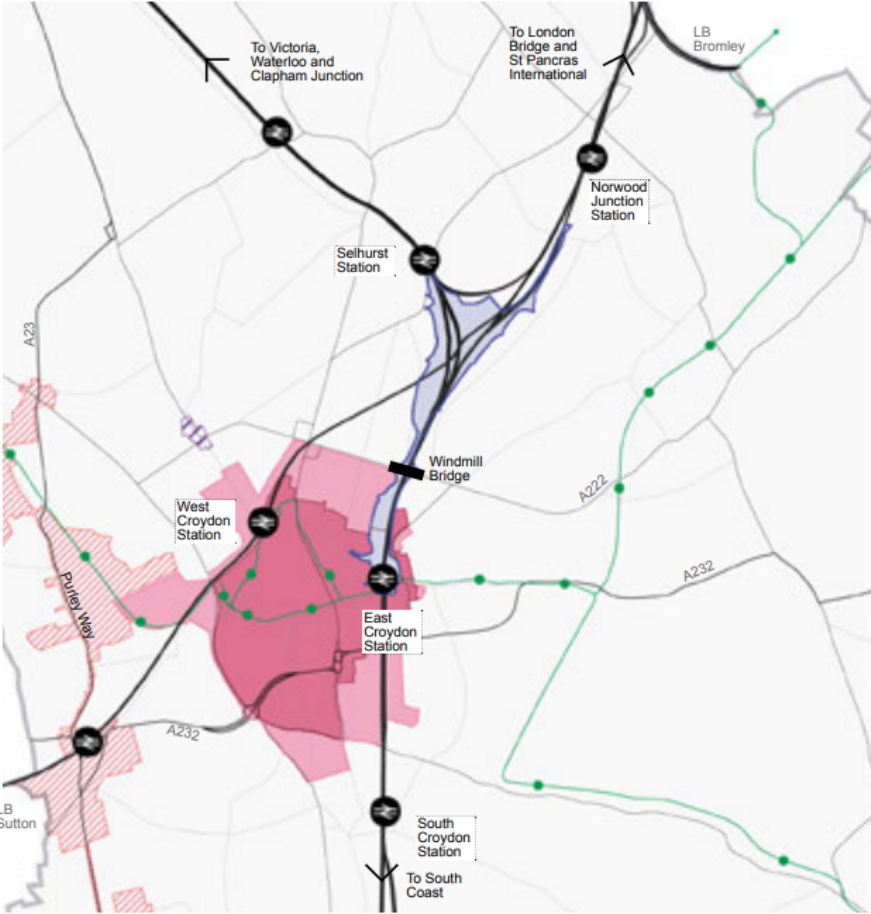 To Victoria,
Waterloo and
Clapham Junction
To London
Bridge and
St Pancras
International
LB
Bromley
Norwood
Junction
Station
Selhurst
Station
A23
Windmill
Bridge
A222
West
Croydon
Station
A232
Purley Way
East
Croydon
Station
A232
LB
Sutton
South
Croydon
Station
To South
Coast